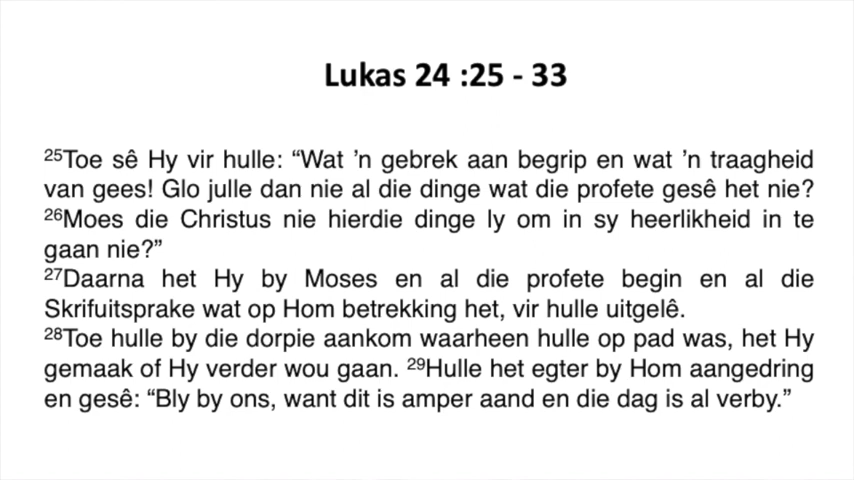 Lukas 24 :25 - 33
²⁵Toe sê Hy vir hulle: “Wat ’n gebrek aan begrip en wat ’n traagheid
van gees! Glo julle dan nie al die dinge wat die profete gesê het nie?
²⁶Moes die Christus nie hierdie dinge ly om in sy heerlikheid in te
gaan nie?”
²⁷Daarna het Hy by Moses en al die profete begin en al die
Skrifuitsprake wat op Hom betrekking het, vir hulle uitgelê.
²⁸Toe hulle by die dorpie aankom waarheen hulle op pad was, het Hy
gemaak of Hy verder wou gaan. ²⁹Hulle het egter by Hom aangedring
en gesê: “Bly by ons, want dit is amper aand en die dag is al verby.”